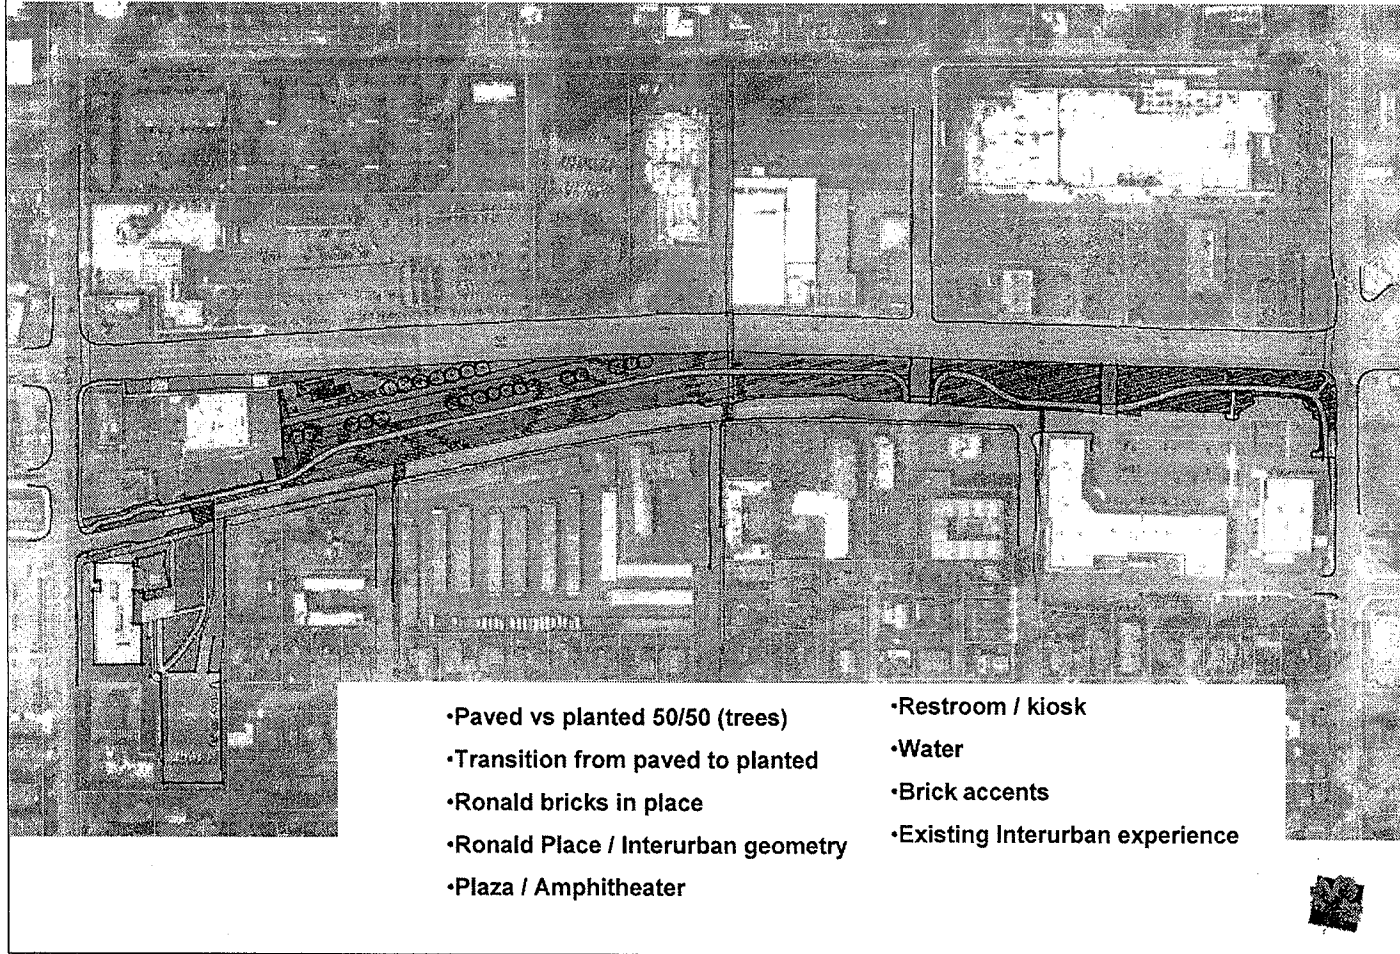 •Paved vs planted 50/50 (trees)
•Transition from paved to planted
•Ronald bricks in place
•Ronald Place / Interurban geometry
•Plaza / Amphitheater
•Restroom / kiosk
•Water
•Brick accents
•Existing Interurban experience